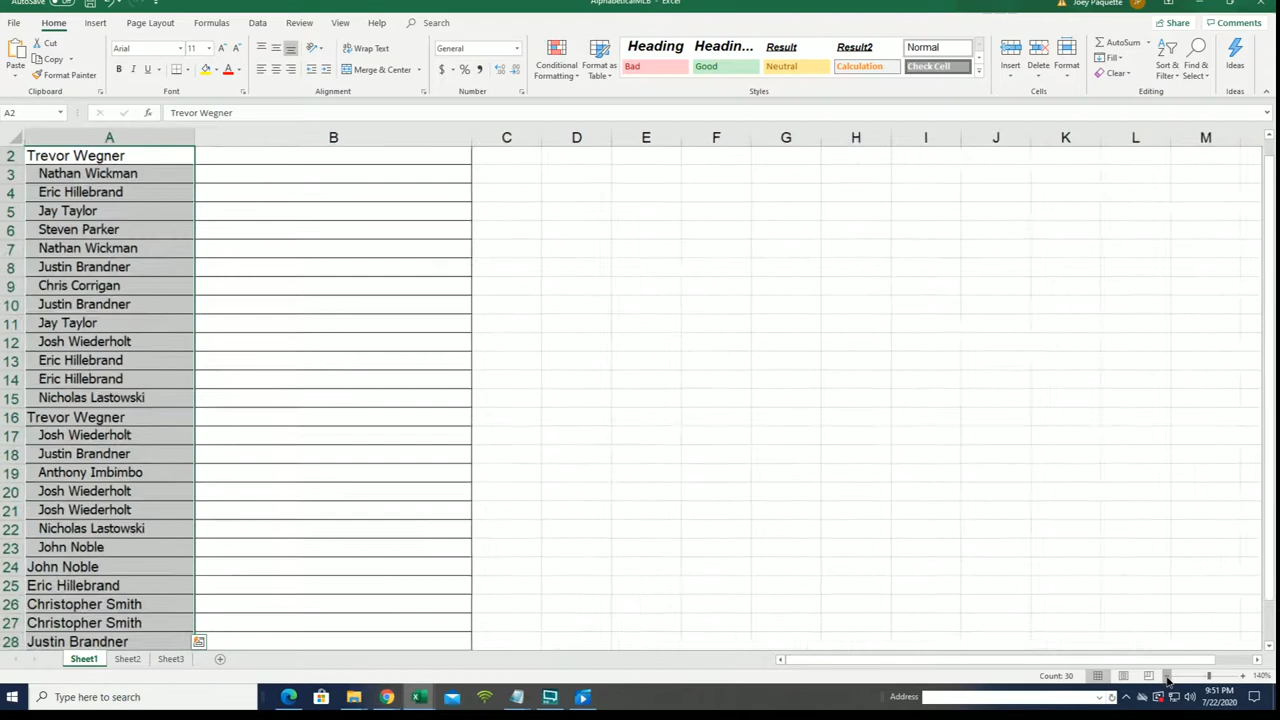 AutoSave Off AlphabeticalMLB - Excel Joey Paquette JP
File Home Insert Page Layout Formulas Data Review View Help Search Share Comments
Paste Cut Copy Format Painter Arial 11 Wrap Text General Conditional Formatting Format as Table Heading Headin... Result Result2 Normal Insert Delete Format AutoSum Fill Clear Sort & Filter Find & Select Ideas
B I U A Merge & Center $ % Bad Good Neutral Calculation Check Cell
Clipboard Font Alignment Number Styles Cells Editing Ideas
A2 fx Trevor Wegner
A B C D E F G H I J K L M
2 Trevor Wegner
3 Nathan Wickman
4 Eric Hillebrand
5 Jay Taylor
6 Steven Parker
7 Nathan Wickman
8 Justin Brandner
9 Chris Corrigan
10 Justin Brandner
11 Jay Taylor
12 Josh Wiederholt
13 Eric Hillebrand
14 Eric Hillebrand
15 Nicholas Lastowski
16 Trevor Wegner
17 Josh Wiederholt
18 Justin Brandner
19 Anthony Imbimbo
20 Josh Wiederholt
21 Josh Wiederholt
22 Nicholas Lastowski
23 John Noble
24 John Noble
25 Eric Hillebrand
26 Christopher Smith
27 Christopher Smith
28 Justin Brandner
Sheet1 Sheet2 Sheet3
Count: 30 140%
Type here to search Address 9:51 PM
7/22/2020